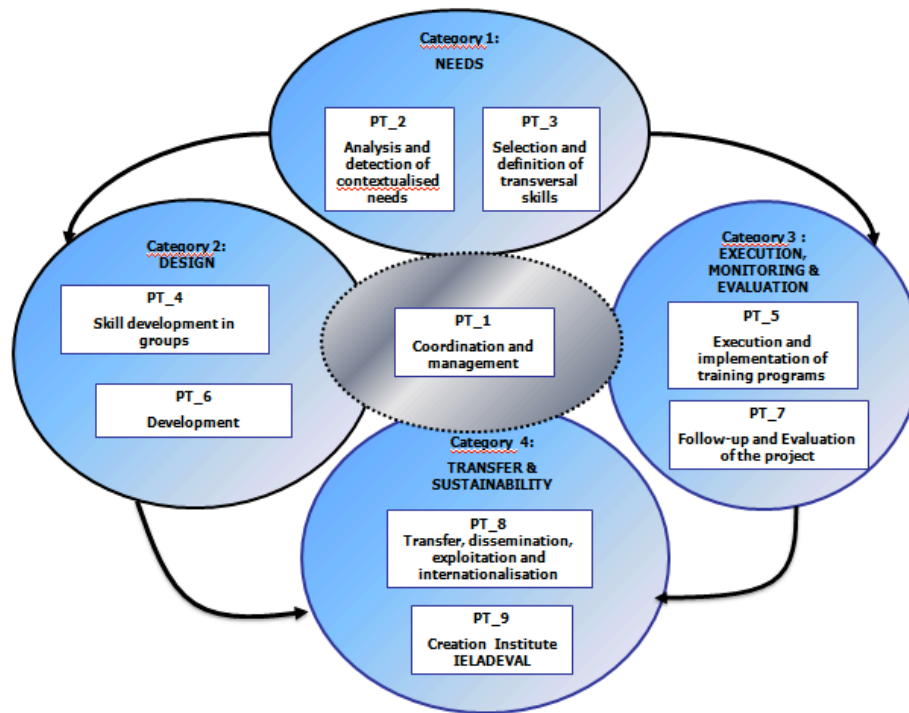 Category 1:
NEEDS
PT_2
Analysis and
detection of
contextualised
needs
PT_3
Selection and
definition of
transversal
skills
Category 2:
DESIGN
PT_4
Skill development in
groups
PT_6
Development
PT_1
Coordination and
management
Category 3 :
EXECUTION,
MONITORING &
EVALUATION
PT_5
Execution and
implementation of
training programs
PT_7
Follow-up and Evaluation
of the project
Category 4:
TRANSFER &
SUSTAINABILITY
PT_8
Transfer, dissemination,
exploitation and
internationalisation
PT_9
Creation Institute
IELADEVAL